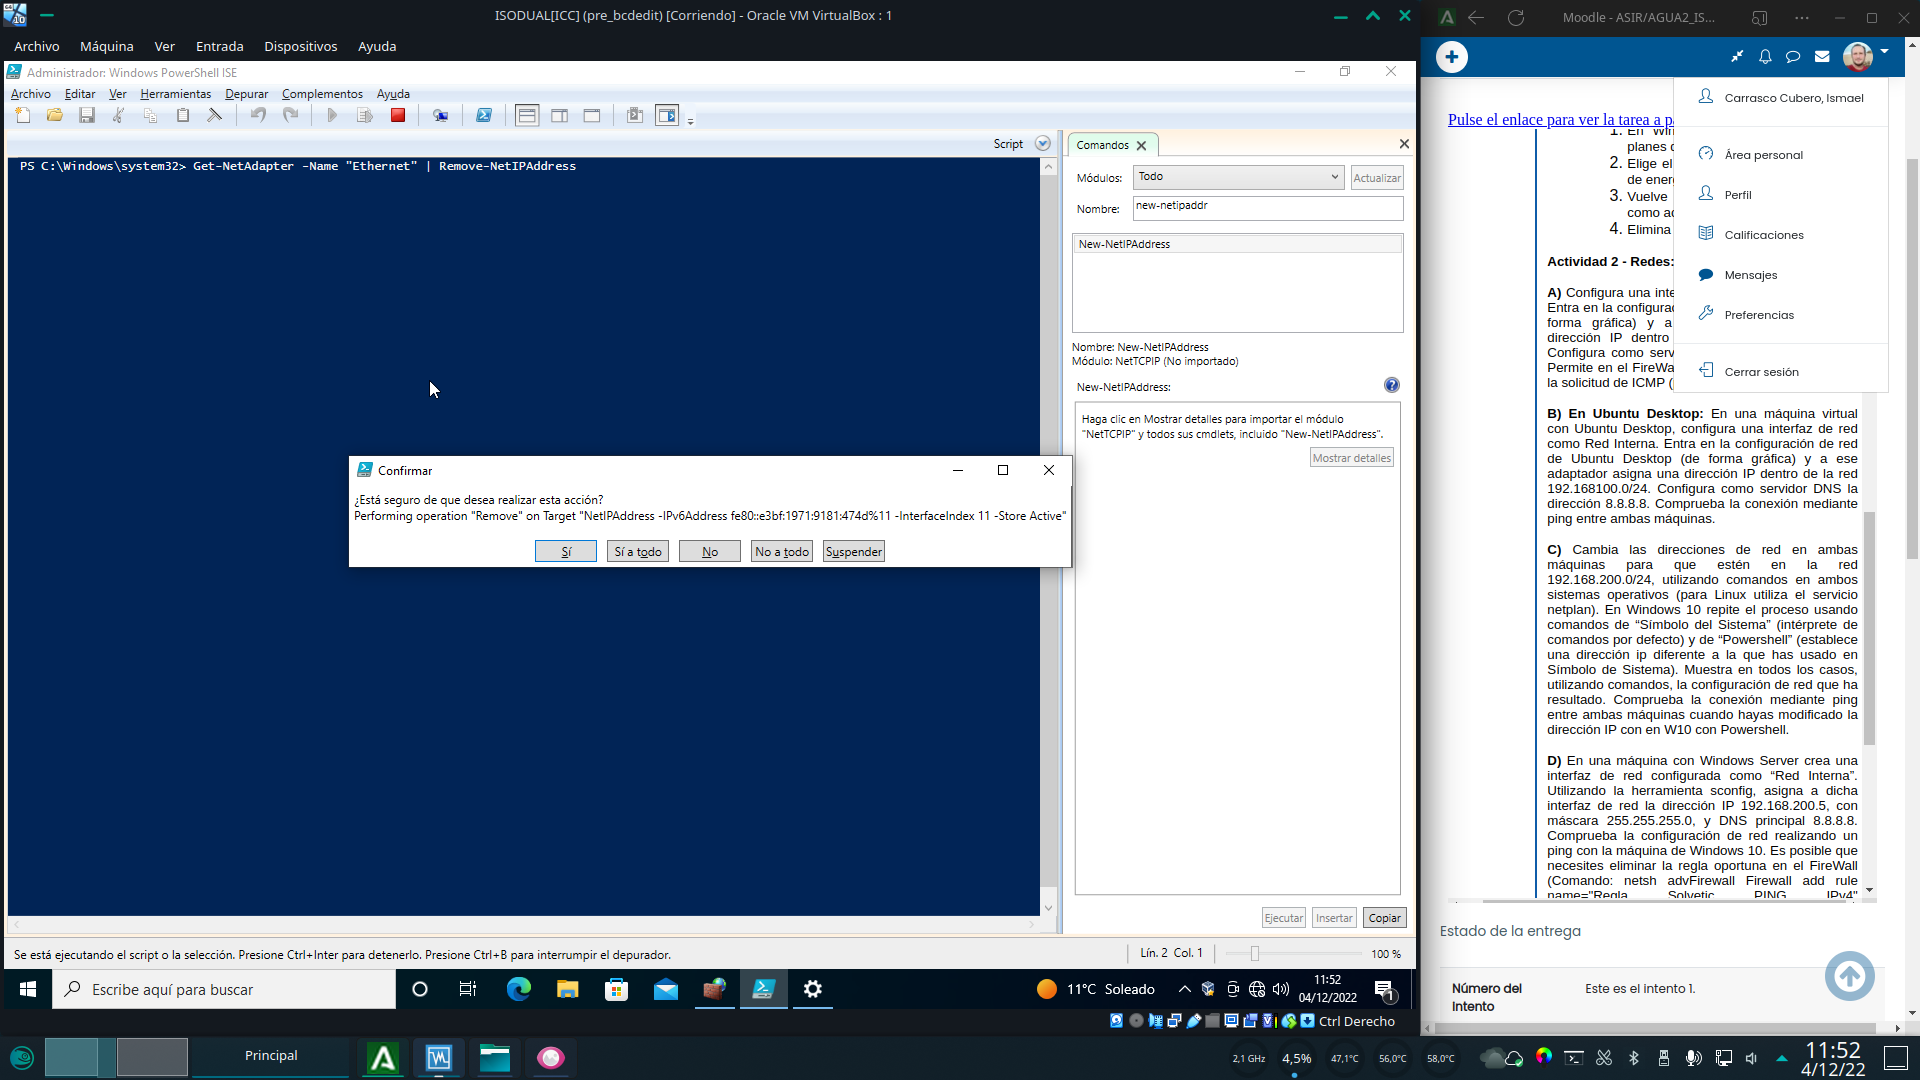 ISODUAL[ICC] (pre_bcdedit) [Corriendo] - Oracle VM VirtualBox : 1
Archivo Máquina Ver Entrada Dispositivos Ayuda
Administrador: Windows PowerShell ISE
Archivo Editar Ver Herramientas Depurar Complementos Ayuda
Script
PS C:\Windows\system32> Get-NetAdapter -Name "Ethernet" | Remove-NetIPAddress
Comandos
Módulos: Todo Actualizar
Nombre: new-netipaddr
New-NetIPAddress
Nombre: New-NetIPAddress
Módulo: NetTCPIP (No importado)
New-NetIPAddress:
Haga clic en Mostrar detalles para importar el módulo
"NetTCPIP" y todos sus cmdlets, incluido "New-NetIPAddress".
Mostrar detalles
Confirmar
¿Está seguro de que desea realizar esta acción?
Performing operation "Remove" on Target "NetIPAddress -IPv6Address fe80::e3bf:1971:9181:474d%11 -InterfaceIndex 11 -Store Active"
Sí Sí a todo No No a todo Suspender
Ejecutar Insertar Copiar
Se está ejecutando el script o la selección. Presione Ctrl+Inter para detenerlo. Presione Ctrl+B para interrumpir el depurador.
Lín. 2 Col. 1 100 %
Escribe aquí para buscar
11°C Soleado
11:52
04/12/2022
1
Ctrl Derecho
Moodle - ASIR/AGUA2_IS...
Pulse el enlace para ver la tarea a pa
Carrasco Cubero, Ismael
Área personal
Perfil
Calificaciones
Mensajes
Preferencias
Cerrar sesión
1. En Win
planes d
2. Elige el
de energ
3. Vuelve
como ac
4. Elimina
Actividad 2 - Redes:
A) Configura una inte
Entra en la configurac
forma gráfica) y a
dirección IP dentro
Configura como serv
Permite en el FireWa
la solicitud de ICMP (
B) En Ubuntu Desktop: En una máquina virtual
con Ubuntu Desktop, configura una interfaz de red
como Red Interna. Entra en la configuración de red
de Ubuntu Desktop (de forma gráfica) y a ese
adaptador asigna una dirección IP dentro de la red
192.168100.0/24. Configura como servidor DNS la
dirección 8.8.8.8. Comprueba la conexión mediante
ping entre ambas máquinas.
C) Cambia las direcciones de red en ambas
máquinas para que estén en la red
192.168.200.0/24, utilizando comandos en ambos
sistemas operativos (para Linux utiliza el servicio
netplan). En Windows 10 repite el proceso usando
comandos de “Símbolo del Sistema” (intérprete de
comandos por defecto) y de “Powershell” (establece
una dirección ip diferente a la que has usado en
Símbolo de Sistema). Muestra en todos los casos,
utilizando comandos, la configuración de red que ha
resultado. Comprueba la conexión mediante ping
entre ambas máquinas cuando hayas modificado la
dirección IP con en W10 con Powershell.
D) En una máquina con Windows Server crea una
interfaz de red configurada como “Red Interna”.
Utilizando la herramienta sconfig, asigna a dicha
interfaz de red la dirección IP 192.168.200.5, con
máscara 255.255.255.0, y DNS principal 8.8.8.8.
Comprueba la configuración de red realizando un
ping con la máquina de Windows 10. Es posible que
necesites eliminar la regla oportuna en el FireWall
(Comando: netsh advFirewall Firewall add rule
name="Regla Solvetic PING IPv4"
Estado de la entrega
Número del Intento
Este es el intento 1.
Principal
2,1 GHz 4,5% 47,1°C 56,0°C 58,0°C
11:52
4/12/22